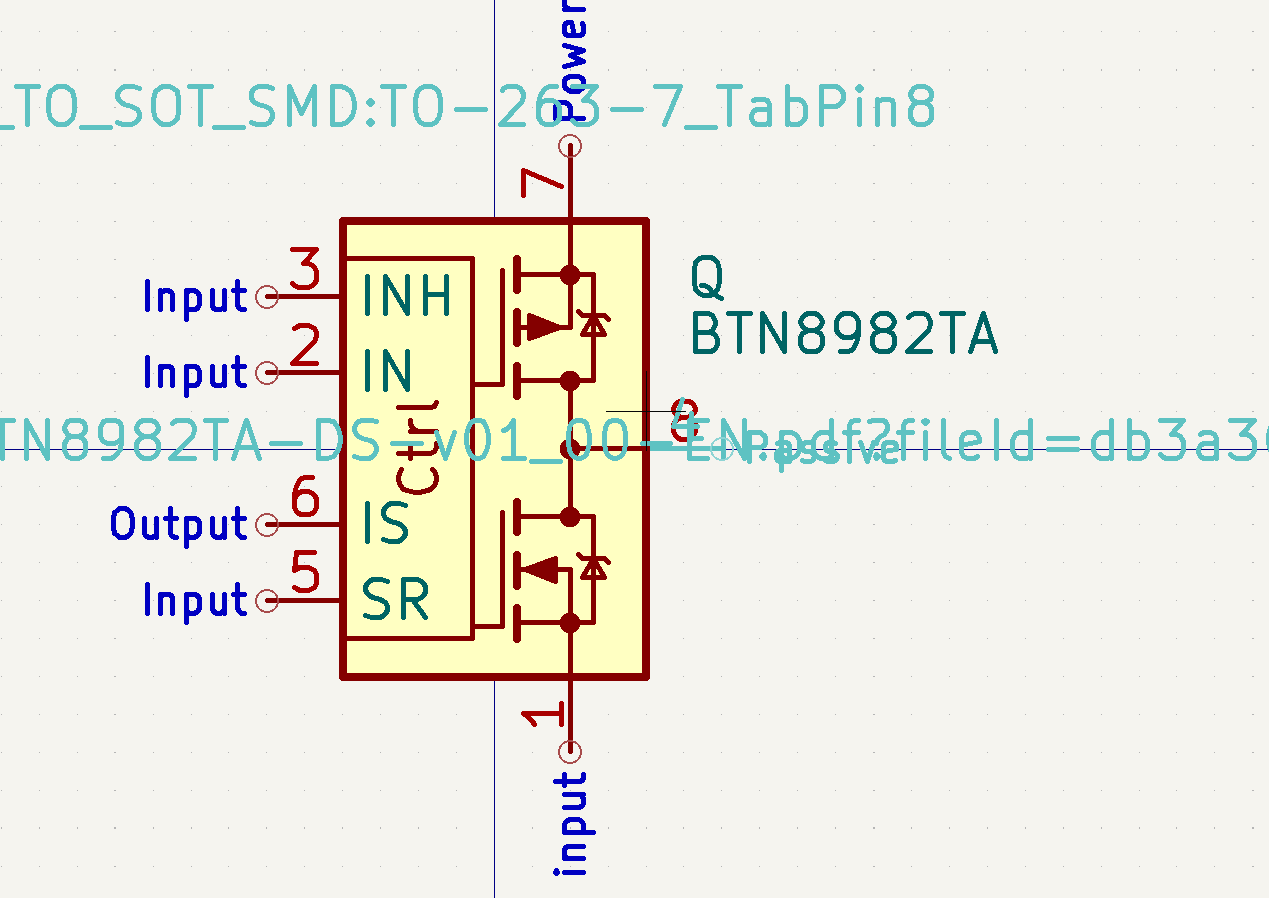 Power
_TO_SOT_SMD:TO-263-7_TabPin8
7
3
Input
INH
Q
BTN8982TA
2
Input
IN
8
4
TN8982TA-DS-v01_00-EN.pdf?fileId=db3a30
Passive
Ctrl
6
Output
IS
5
Input
SR
1
input